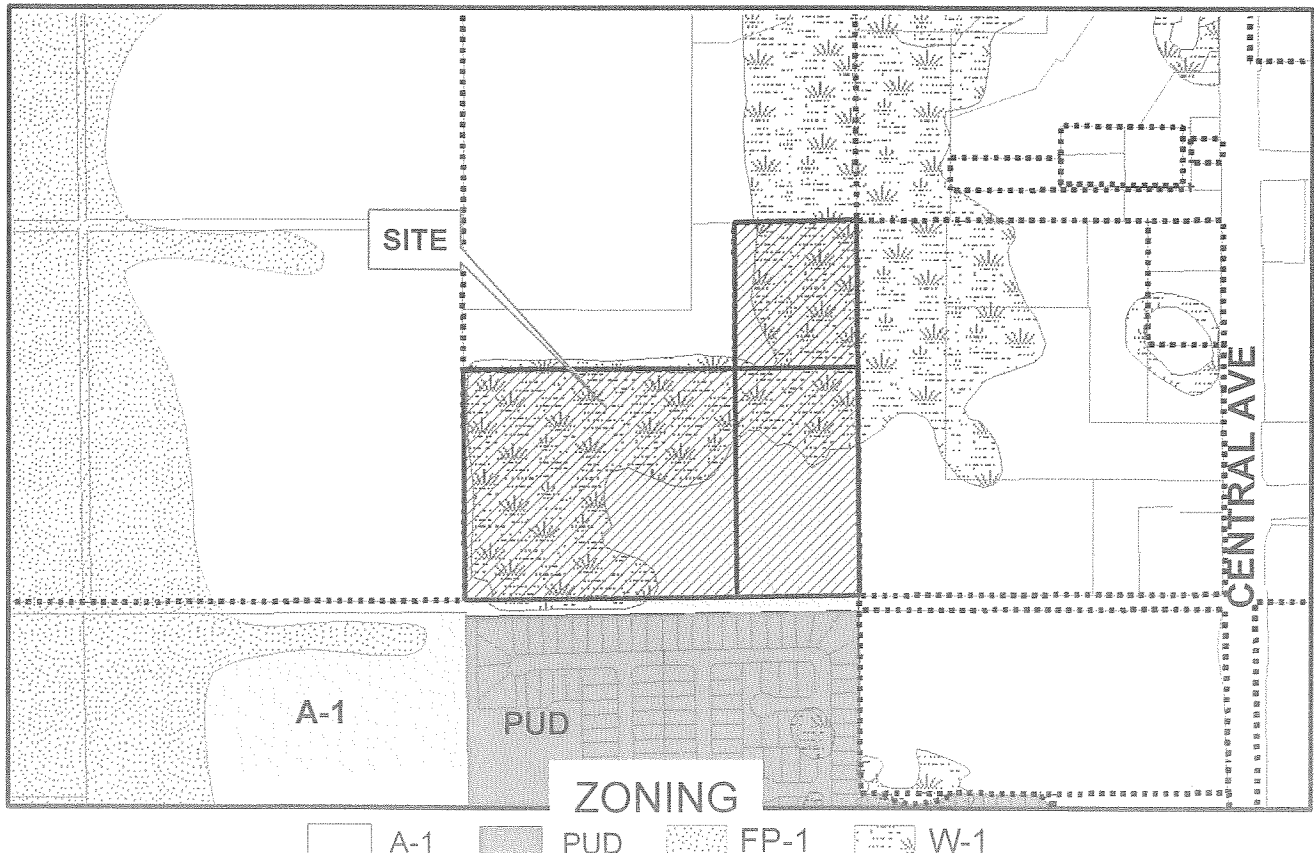 SITE
CENTRAL AVE
A-1
PUD
ZONING
A-1 PUD FP-1 W-1